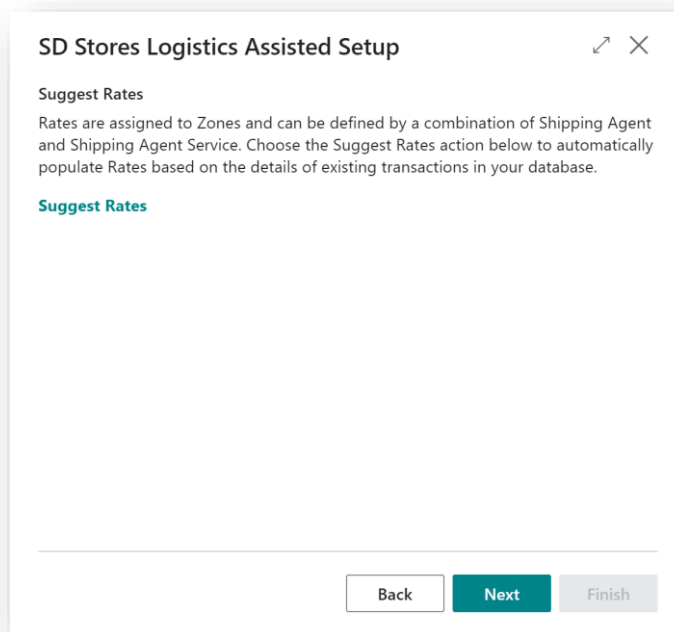 SD Stores Logistics Assisted Setup
Suggest Rates
Rates are assigned to Zones and can be defined by a combination of Shipping Agent
and Shipping Agent Service. Choose the Suggest Rates action below to automatically
populate Rates based on the details of existing transactions in your database.
Suggest Rates
Back Next Finish